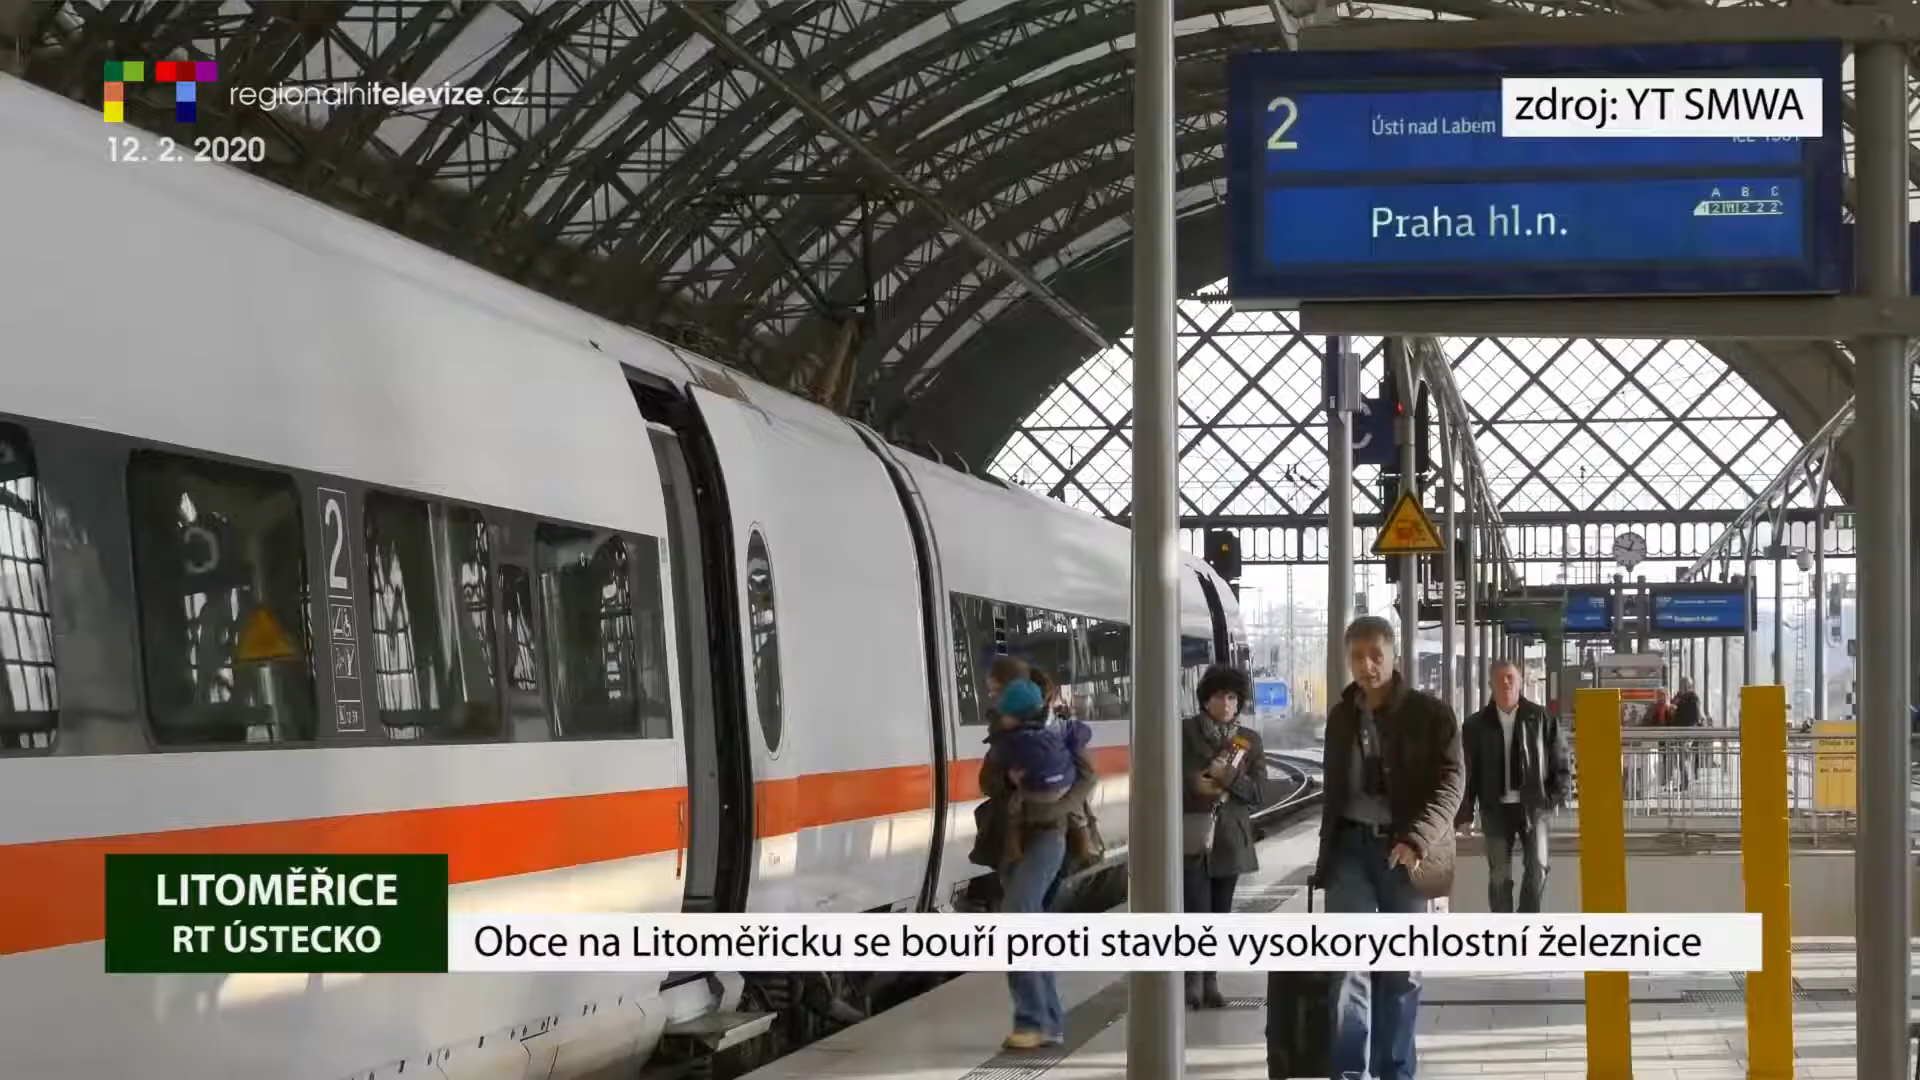 regionalnitelevize.cz
12. 2. 2020
zdroj: YT SMWA
2
Ústi nad Labem
Praha hl.n.
A B C
2
LITOMĚŘICE
RT ÚSTECKO
Obce na Litoměřicku se bouří proti stavbě vysokorychlostní železnice